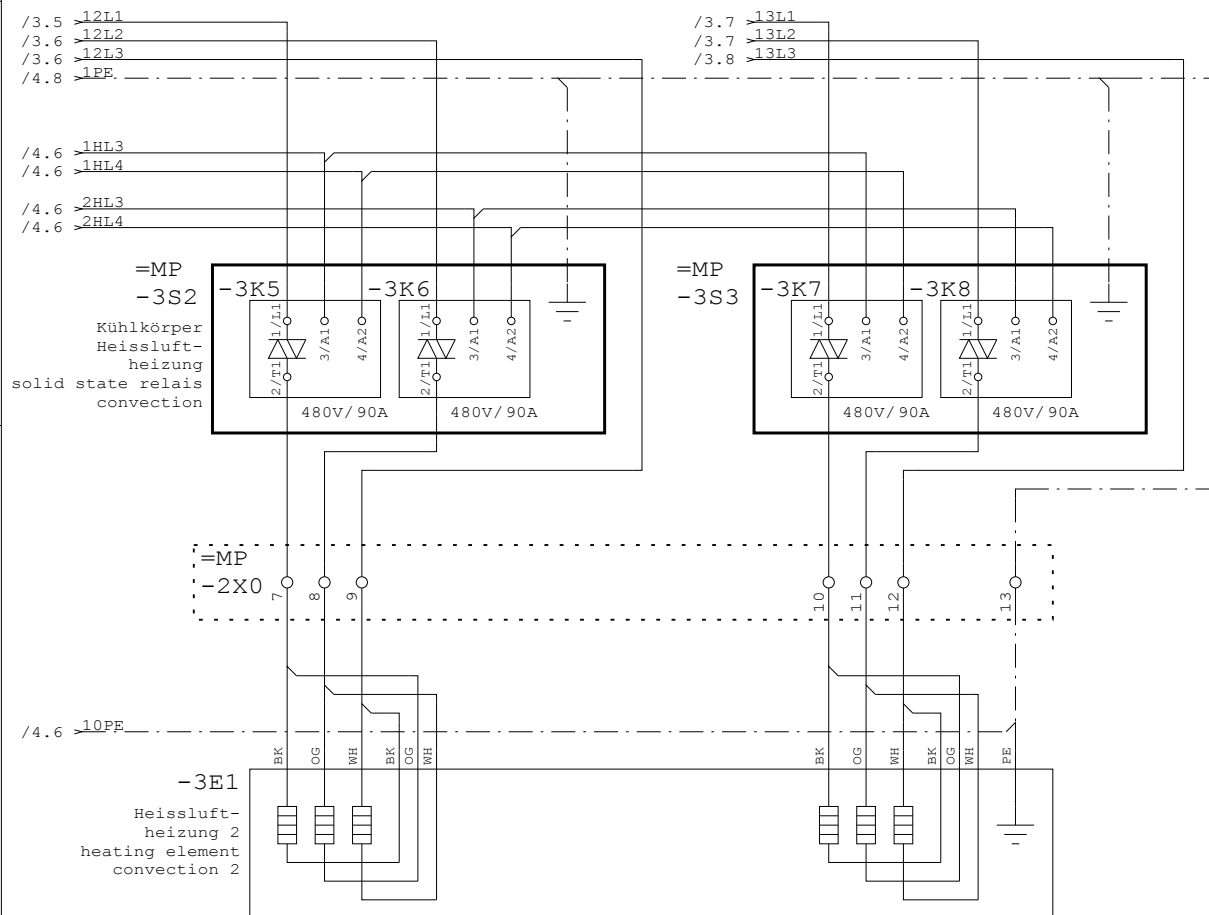 /3.5 12L1
/3.6 12L2
/3.6 12L3
/4.8 1PE
/3.7 13L1
/3.7 13L2
/3.8 13L3
/4.6 1HL3
/4.6 1HL4
/4.6 2HL3
/4.6 2HL4
=MP
-3S2
Kühlkörper
Heissluft-
heizung
solid state relais
convection
-3K5
1/L1
2/T1
3/A1
4/A2
480V/90A
-3K6
1/L1
2/T1
3/A1
4/A2
480V/90A
=MP
-3S3
-3K7
1/L1
2/T1
3/A1
4/A2
480V/90A
-3K8
1/L1
2/T1
3/A1
4/A2
480V/90A
=MP
-2X0
7
8
9
10
11
12
13
/4.6 10PE
BK
OG
WH
BK
OG
WH
BK
OG
WH
BK
OG
WH
PE
-3E1
Heissluft-
heizung 2
heating element
convection 2